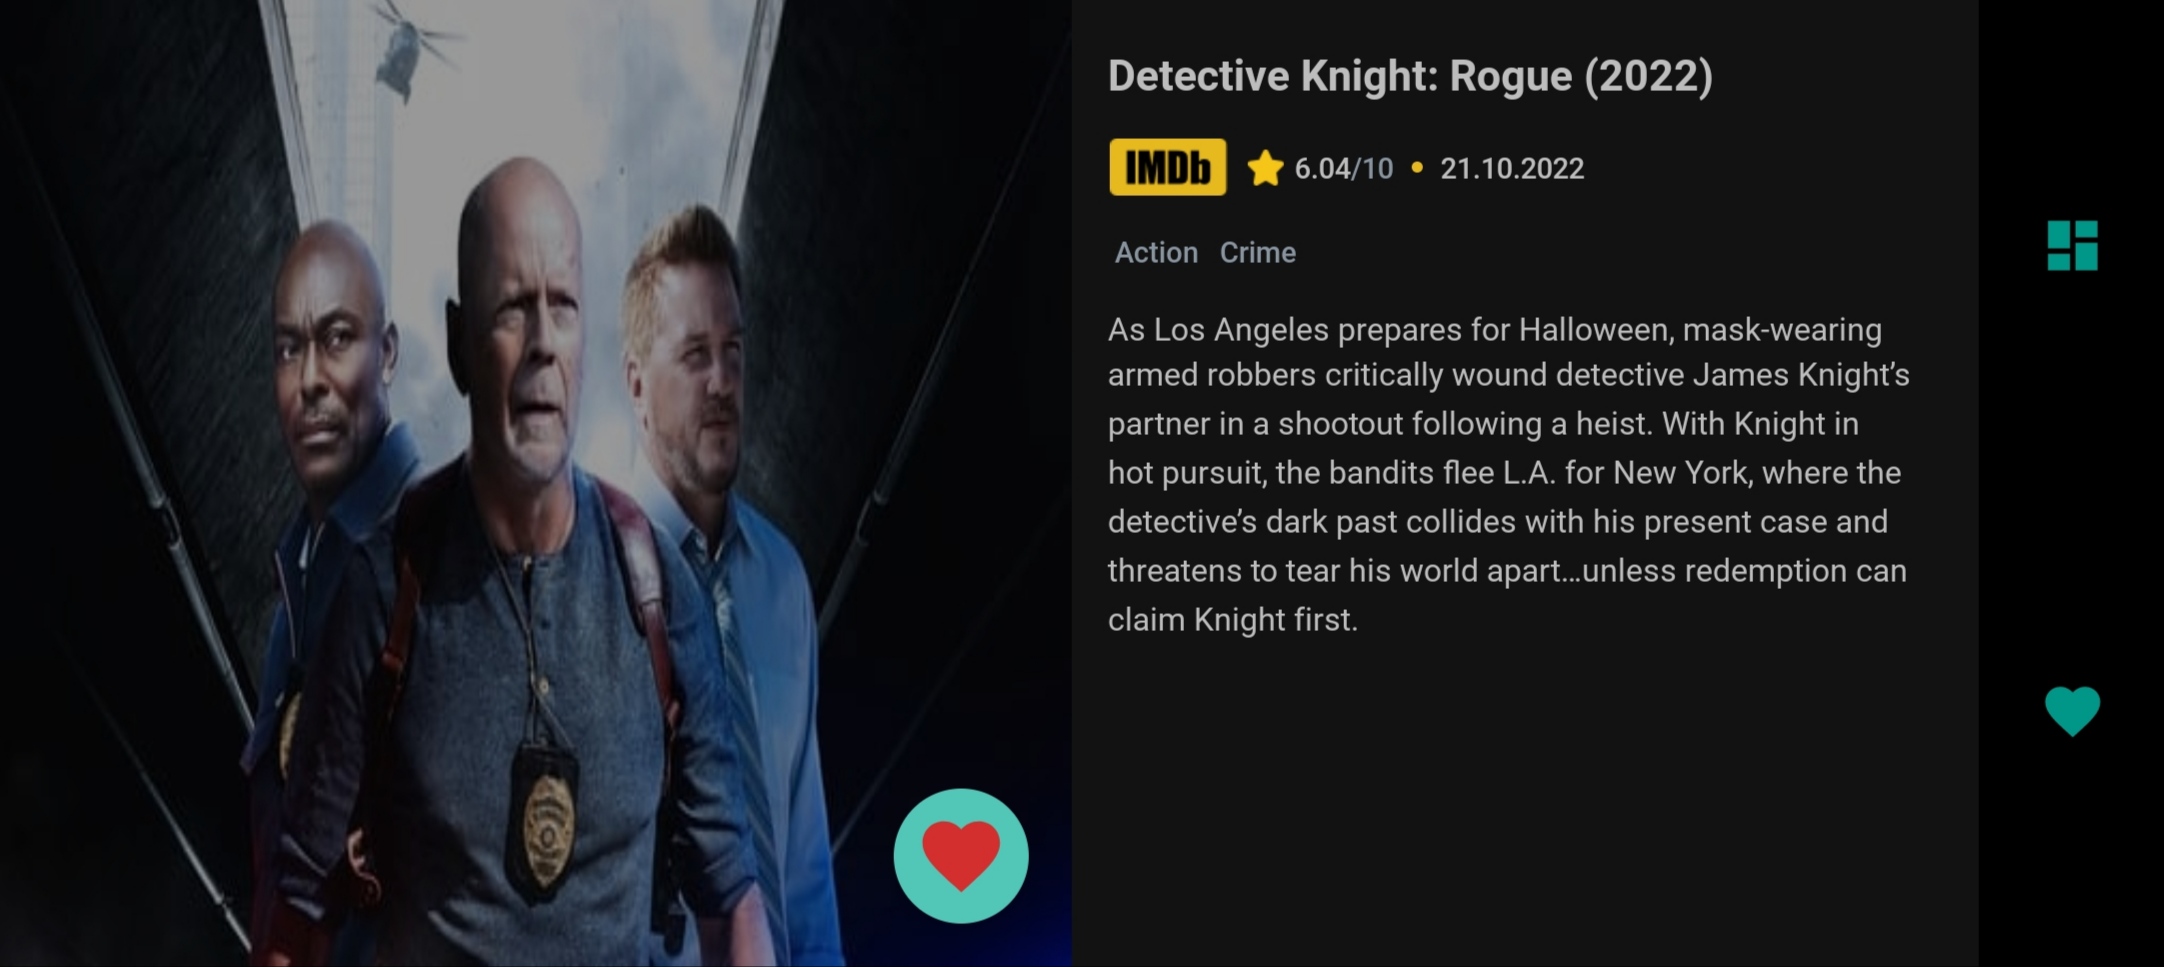 Detective Knight: Rogue (2022)
IMDb 6.04/10 • 21.10.2022
Action Crime
As Los Angeles prepares for Halloween, mask-wearing
armed robbers critically wound detective James Knight’s
partner in a shootout following a heist. With Knight in
hot pursuit, the bandits flee L.A. for New York, where the
detective’s dark past collides with his present case and
threatens to tear his world apart…unless redemption can
claim Knight first.